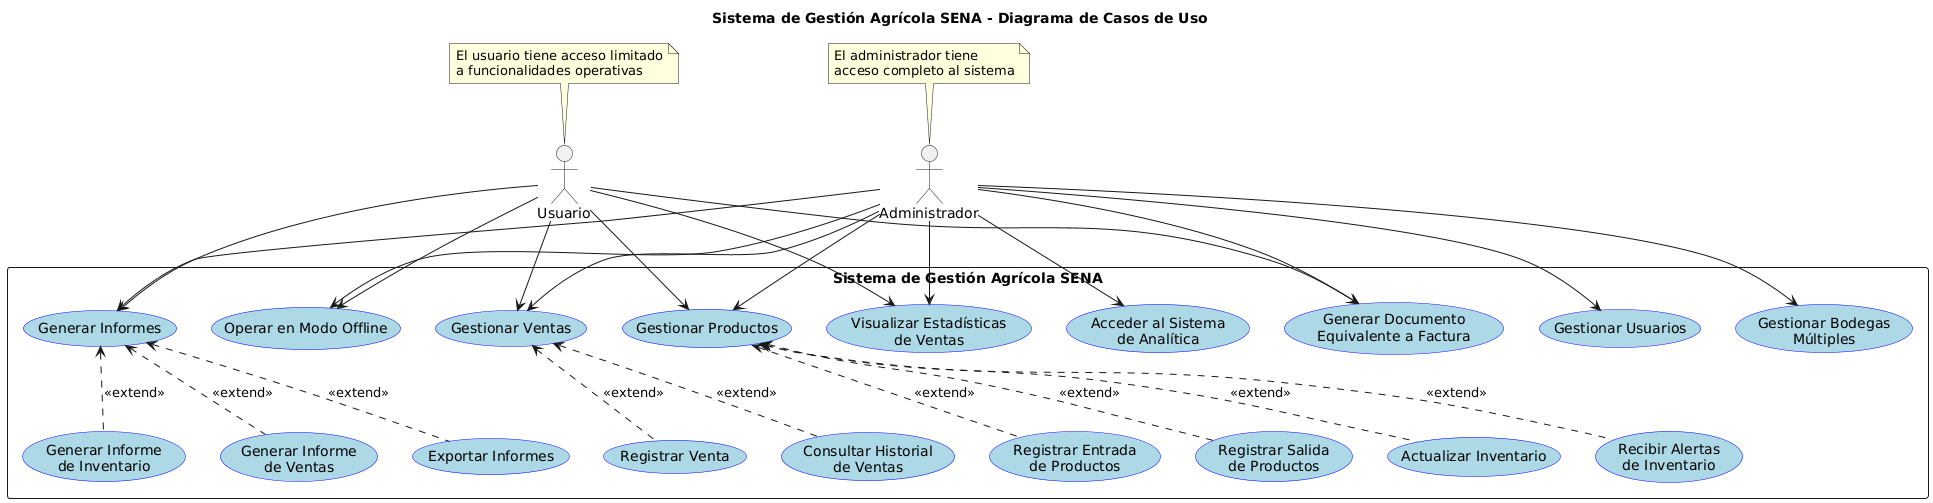 Sistema de Gestión Agrícola SENA - Diagrama de Casos de Uso
El usuario tiene acceso limitado
a funcionalidades operativas
El administrador tiene
acceso completo al sistema
Usuario
Administrador
Sistema de Gestión Agrícola SENA
Generar Informes
Operar en Modo Offline
Gestionar Ventas
Gestionar Productos
Visualizar Estadísticas
de Ventas
Acceder al Sistema
de Analítica
Generar Documento
Equivalente a Factura
Gestionar Usuarios
Gestionar Bodegas
Múltiples
«extend»
«extend»
«extend»
«extend»
«extend»
«extend»
«extend»
«extend»
«extend»
Generar Informe
de Inventario
Generar Informe
de Ventas
Exportar Informes
Registrar Venta
Consultar Historial
de Ventas
Registrar Entrada
de Productos
Registrar Salida
de Productos
Actualizar Inventario
Recibir Alertas
de Inventario